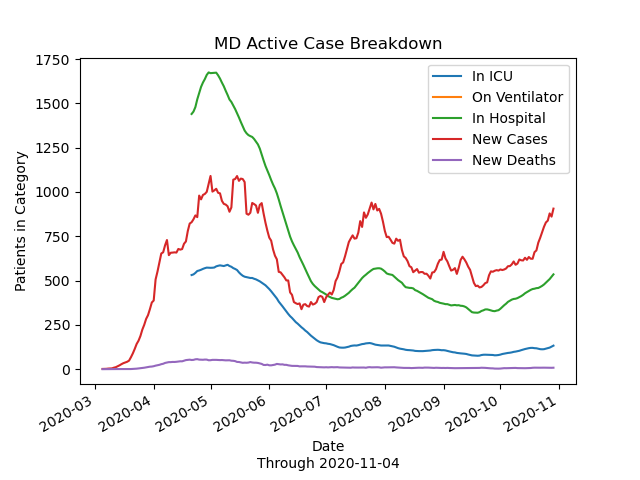 MD Active Case Breakdown
Patients in Category
1750
1500
1250
1000
750
500
250
0
In ICU
On Ventilator
In Hospital
New Cases
New Deaths
2020-03
2020-04
2020-05
2020-06
2020-07
2020-08
2020-09
2020-10
2020-11
Date
Through 2020-11-04